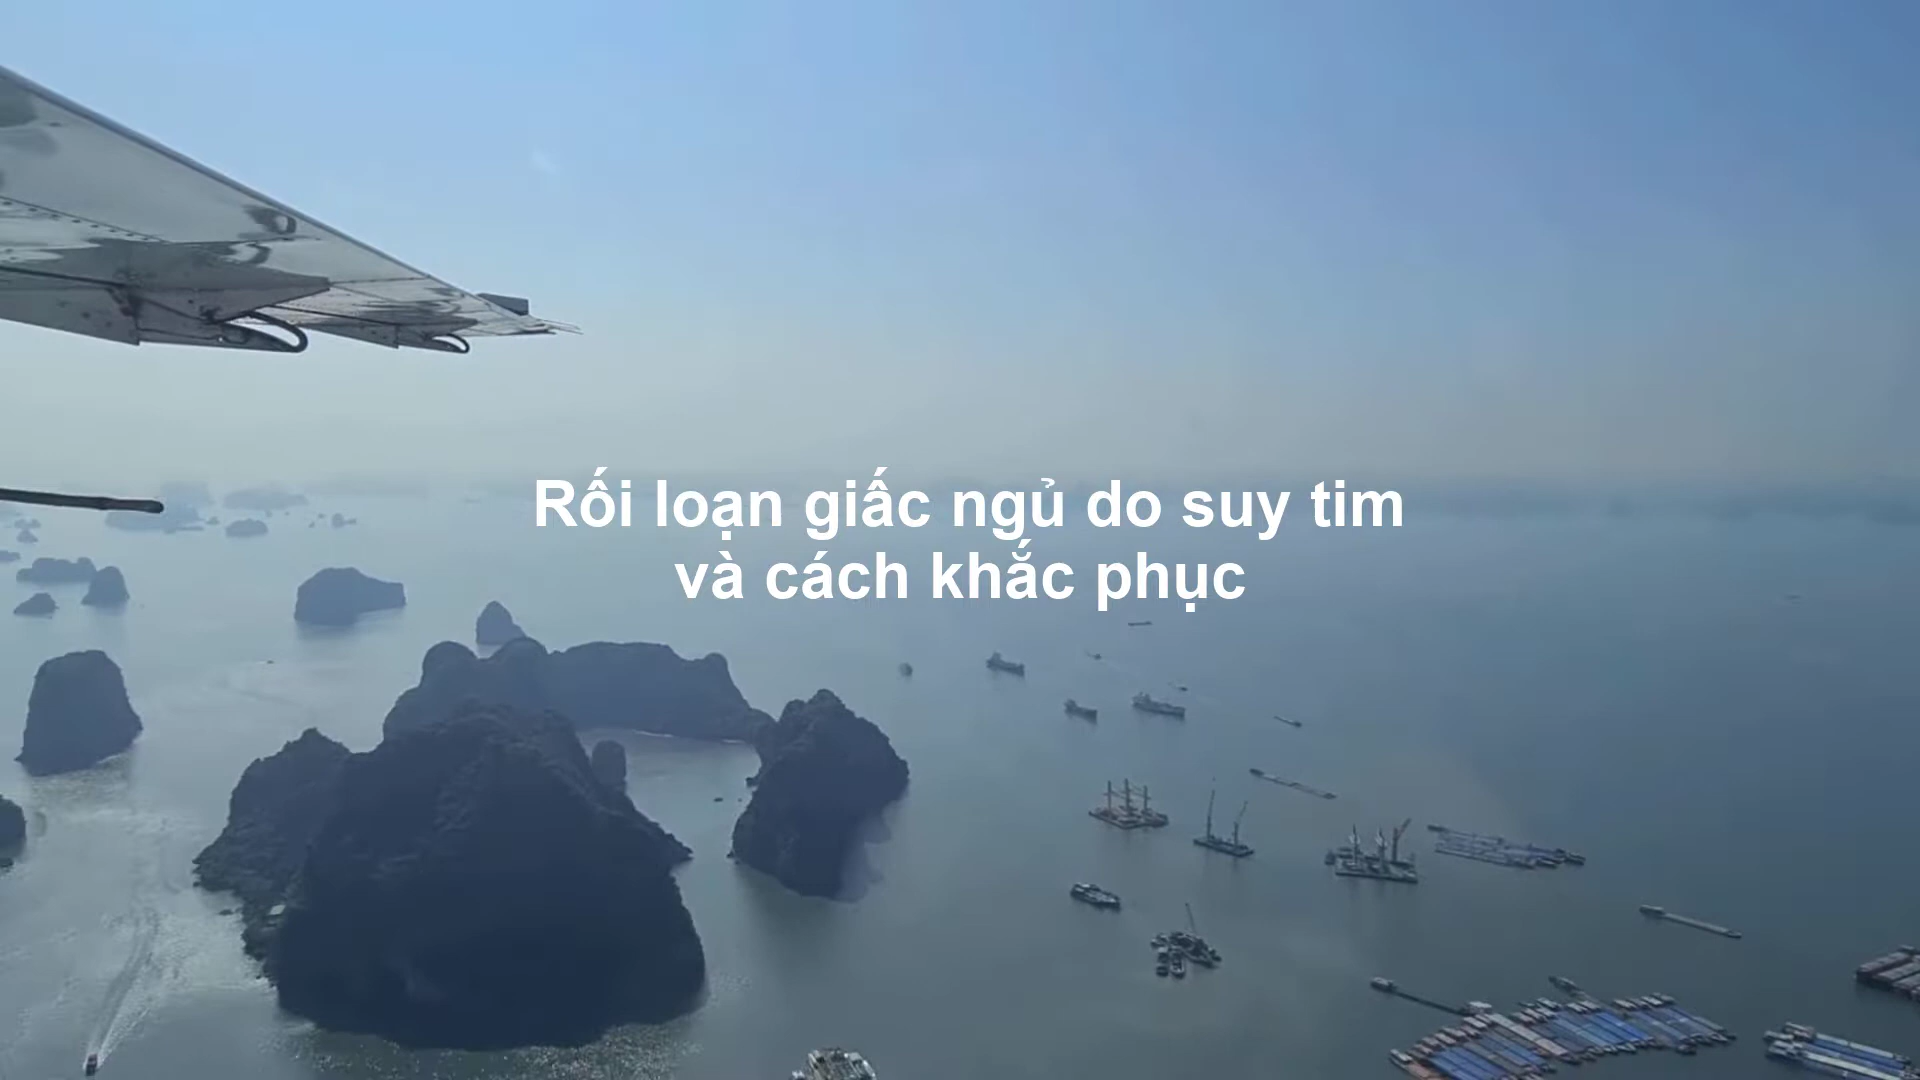 Rối loạn giấc ngủ do suy tim
và cách khắc phục